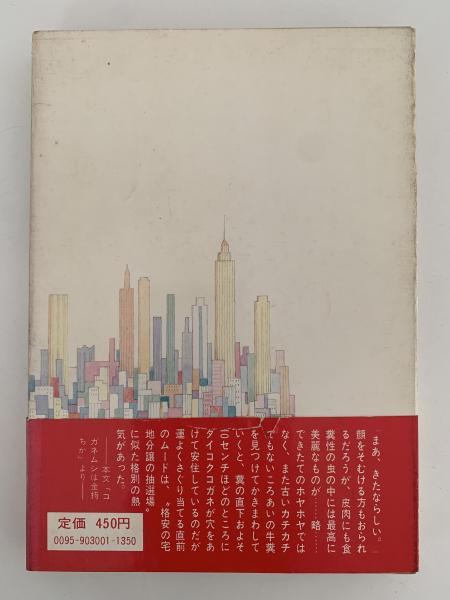 「まあ、きたならしい。」
顔をそむける方もおられ
るだろうが、皮肉にも食
糞性の虫の中には最高に
美麗なものが……略……
できたてのホヤホヤでは
なく、また古いカチカチ
でもないころあいの牛糞
を見つけてかきまわして
いくと、糞の直下およそ
10センチほどのところに
ダイコクコガネが穴をあ
けて安住しているのだが
運よくさぐり当てる直前
のムードは、〝格安の宅
地分譲の抽選場〟
に似た格別の熱
気があった。
――本文「コ
ガネムシは金持
ちか」より――
定価 450円
0095-903001-1350